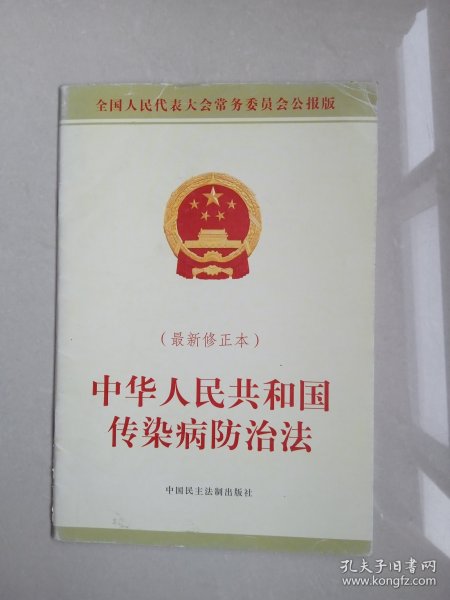 全国人民代表大会常务委员会公报版
（最新修正本）
中华人民共和国
传染病防治法
中国民主法制出版社
孔夫子旧书网
www.kongfz.com